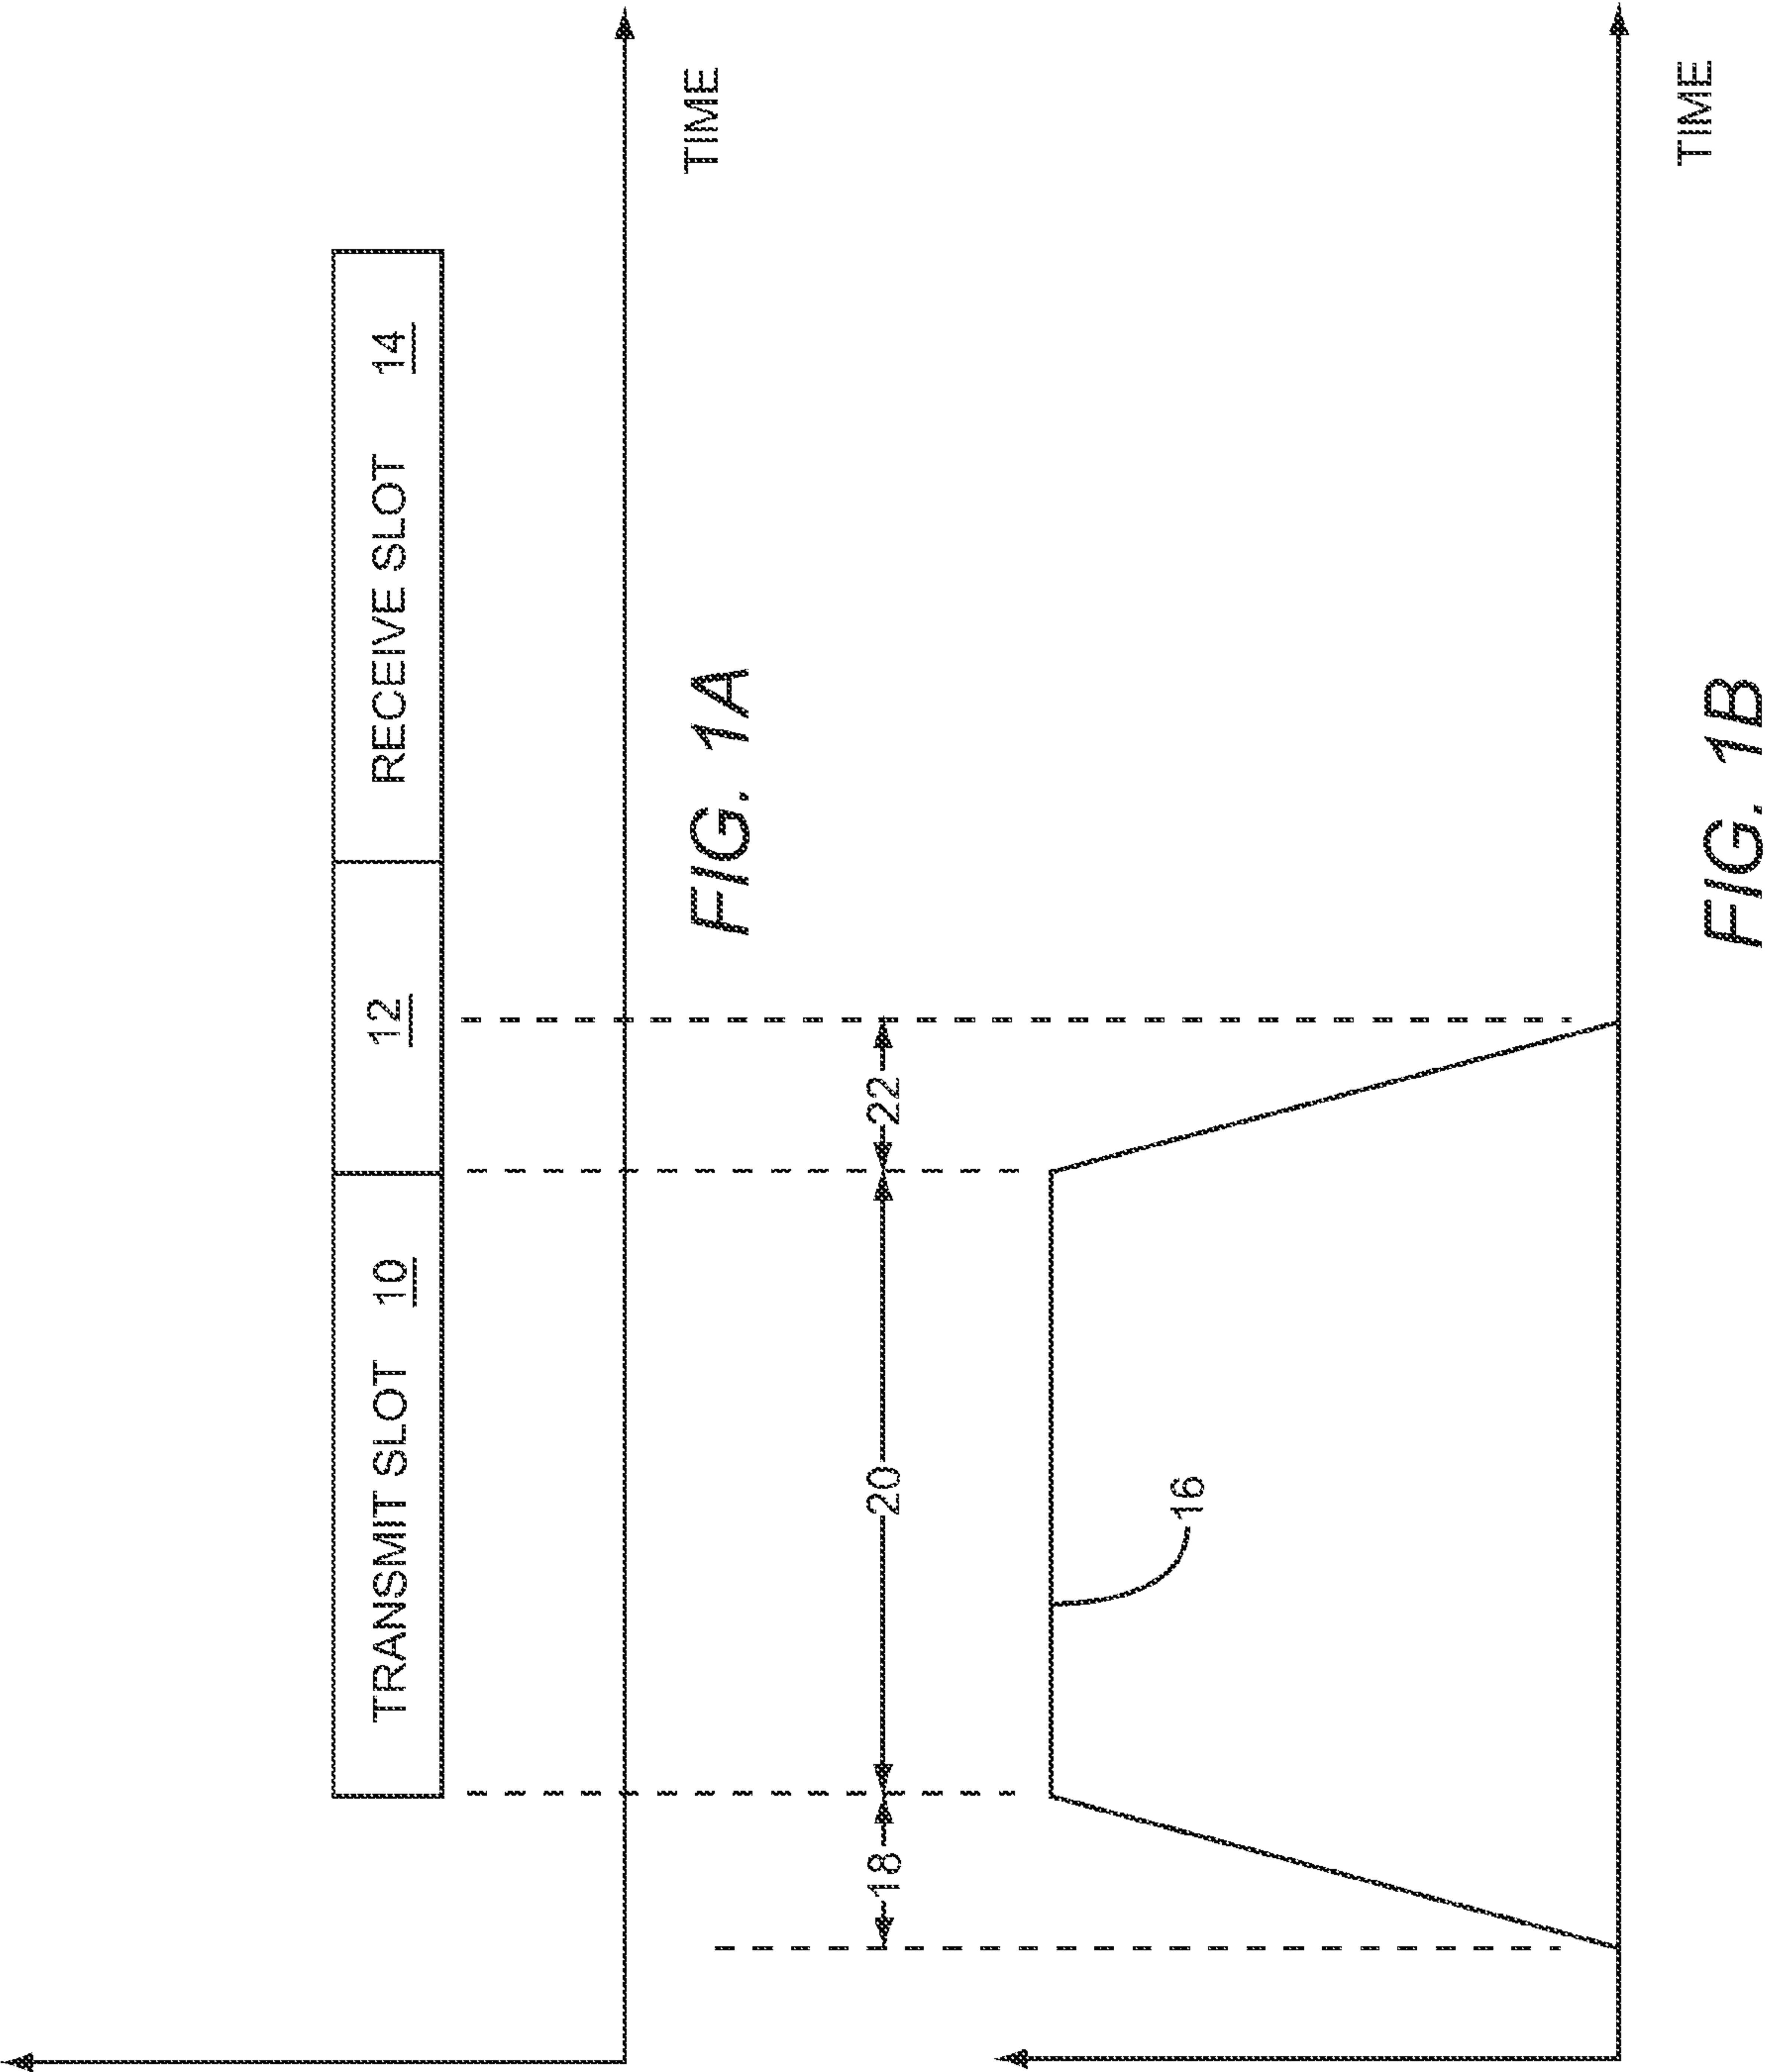 TRANSMIT SLOT 10
12
RECEIVE SLOT 14
TIME
FIG. 1A
18
20
22
16
TIME
FIG. 1B